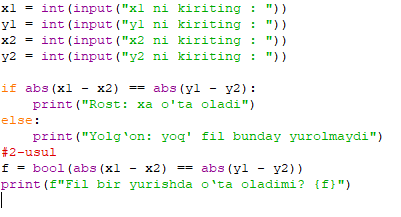 x1 = int(input("x1 ni kiriting : "))
y1 = int(input("y1 ni kiriting : "))
x2 = int(input("x2 ni kiriting : "))
y2 = int(input("y2 ni kiriting : "))
if abs(x1 - x2) == abs(y1 - y2):
    print("Rost: xa o'ta oladi")
else:
    print("Yolg‘on: yoq' fil bunday yurolmaydi")
#2-usul
f = bool(abs(x1 - x2) == abs(y1 - y2))
print(f"Fil bir yurishda o‘ta oladimi? {f}")